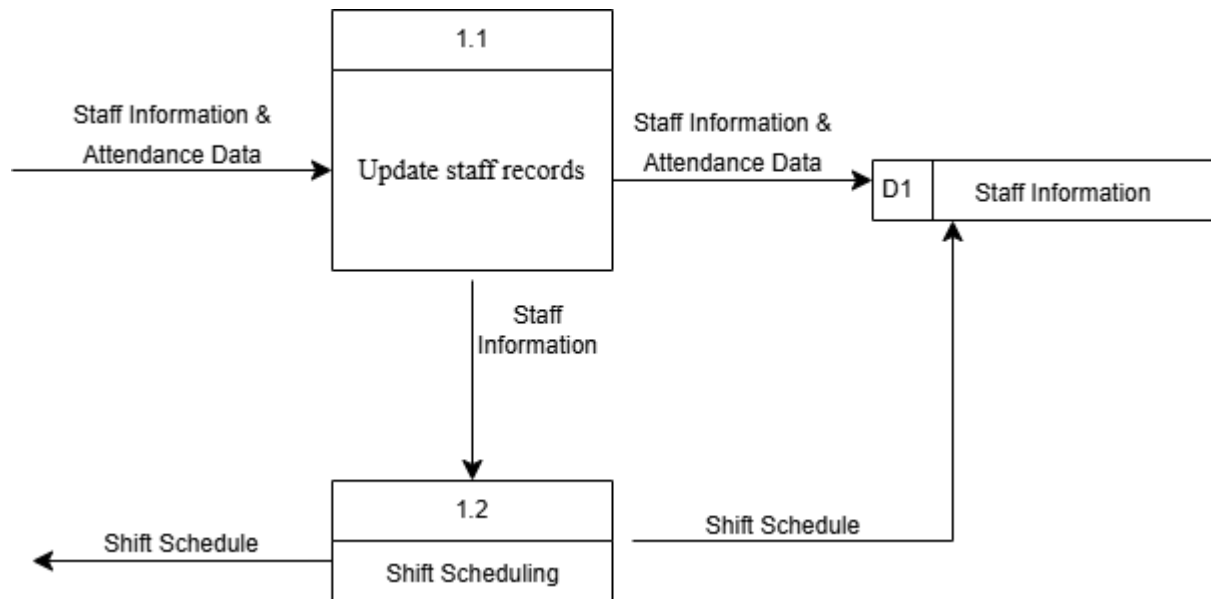 1.1
Staff Information &
Attendance Data
Update staff records
Staff Information &
Attendance Data
D1
Staff Information
Staff
Information
1.2
Shift Schedule
Shift Scheduling
Shift Schedule